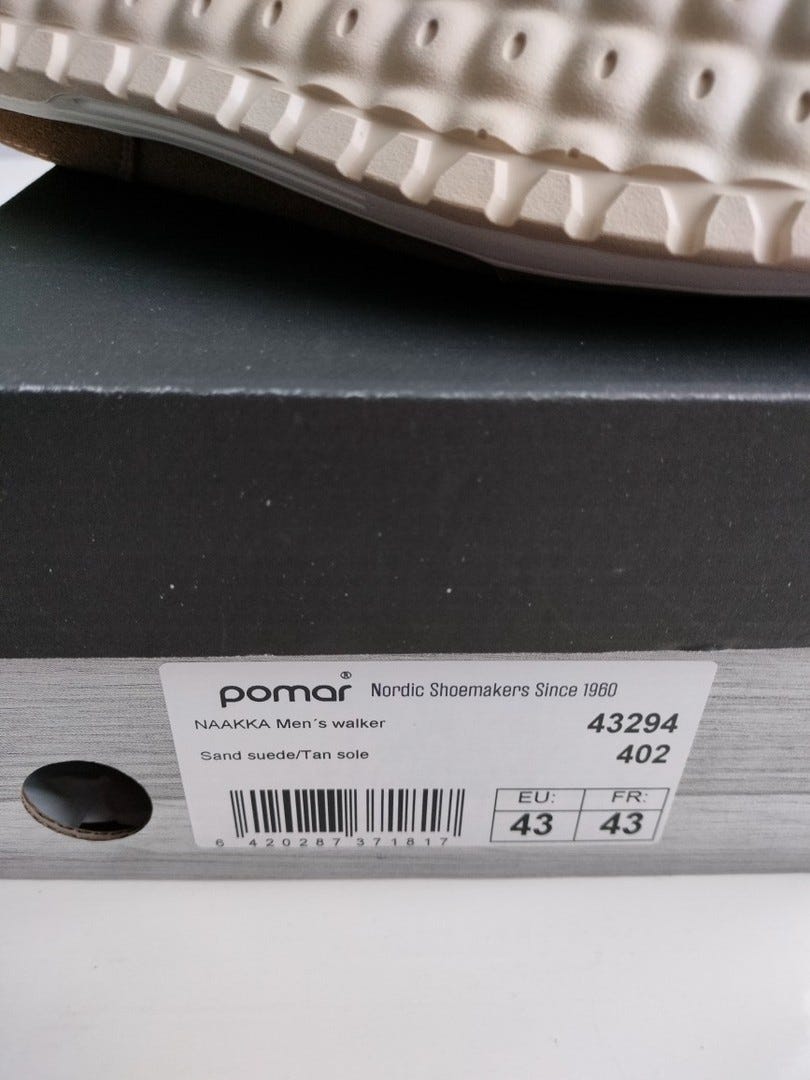 pomar® Nordic Shoemakers Since 1960
NAAKKA Men´s walker 43294
Sand suede/Tan sole 402
EU: FR:
43 43
6 420287 371817